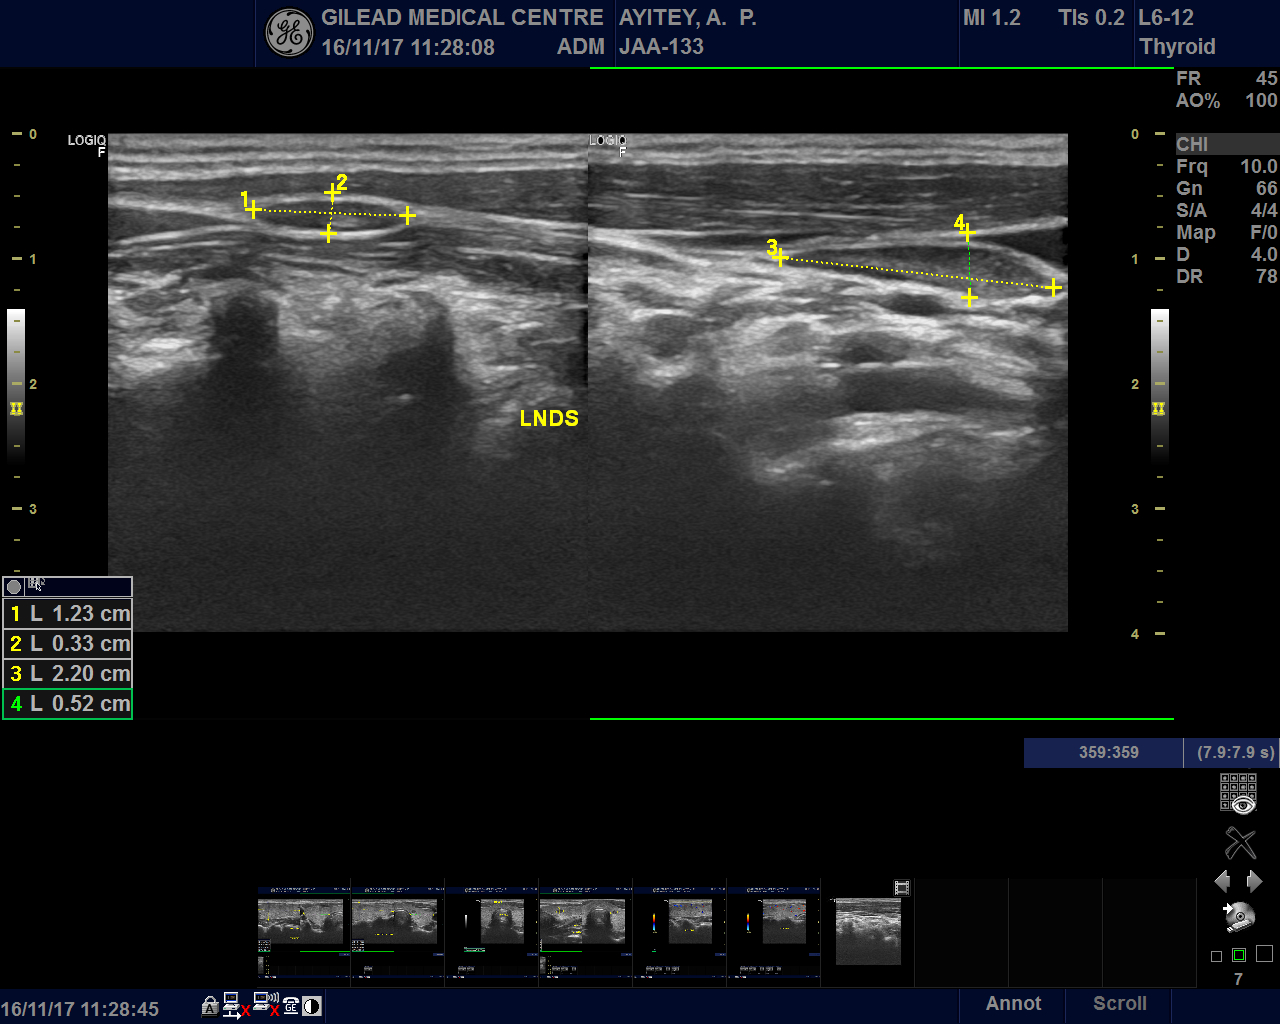 GILEAD MEDICAL CENTRE
16/11/17 11:28:08 ADM
AYITEY, A. P.
JAA-133
MI 1.2 TIs 0.2
L6-12
Thyroid
FR 45
AO% 100
CHI
Frq 10.0
Gn 66
S/A 4/4
Map F/0
D 4.0
DR 78
LOGIQ
F
LOGIQ
F
0
1
2
3
0
1
2
3
4
1
2
3
4
LNDS
1 L 1.23 cm
2 L 0.33 cm
3 L 2.20 cm
4 L 0.52 cm
359:359 (7.9:7.9 s)
7
16/11/17 11:28:45
Annot
Scroll